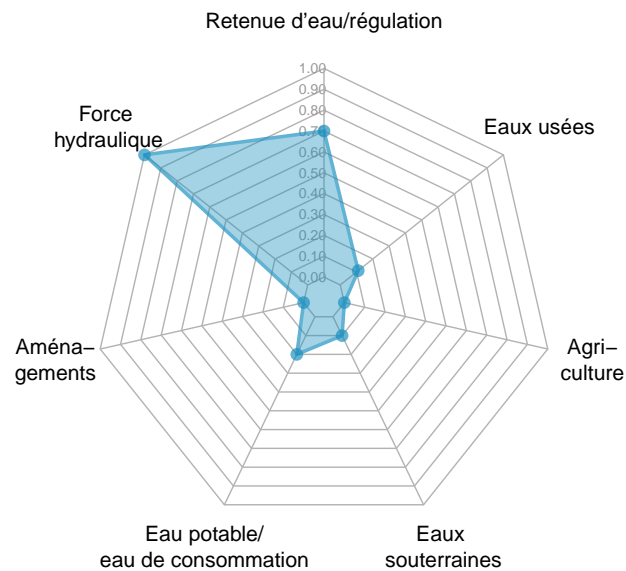 Retenue d'eau/régulation
1.00
0.90
0.80
0.70
0.60
0.50
0.40
0.30
0.20
0.10
0.00
Force
hydraulique
Eaux usées
Aména–
gements
Agri–
culture
Eau potable/
eau de consommation
Eaux
souterraines